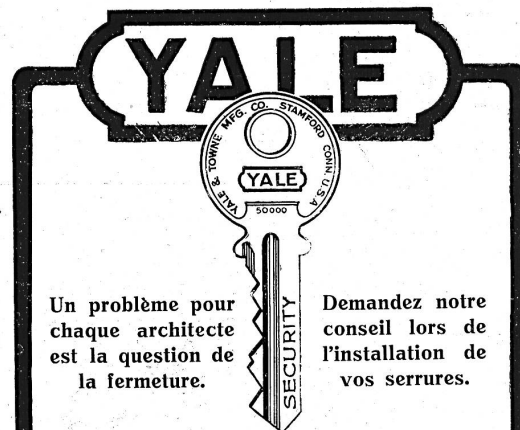 YALE
YALE & TOWNE MFG. CO. STAMFORD CONN. U.S.A
YALE
50000
SECURITY
Un problème pour
chaque architecte
est la question de
la fermeture.
Demandez notre
conseil lors de
l'installation de
vos serrures.